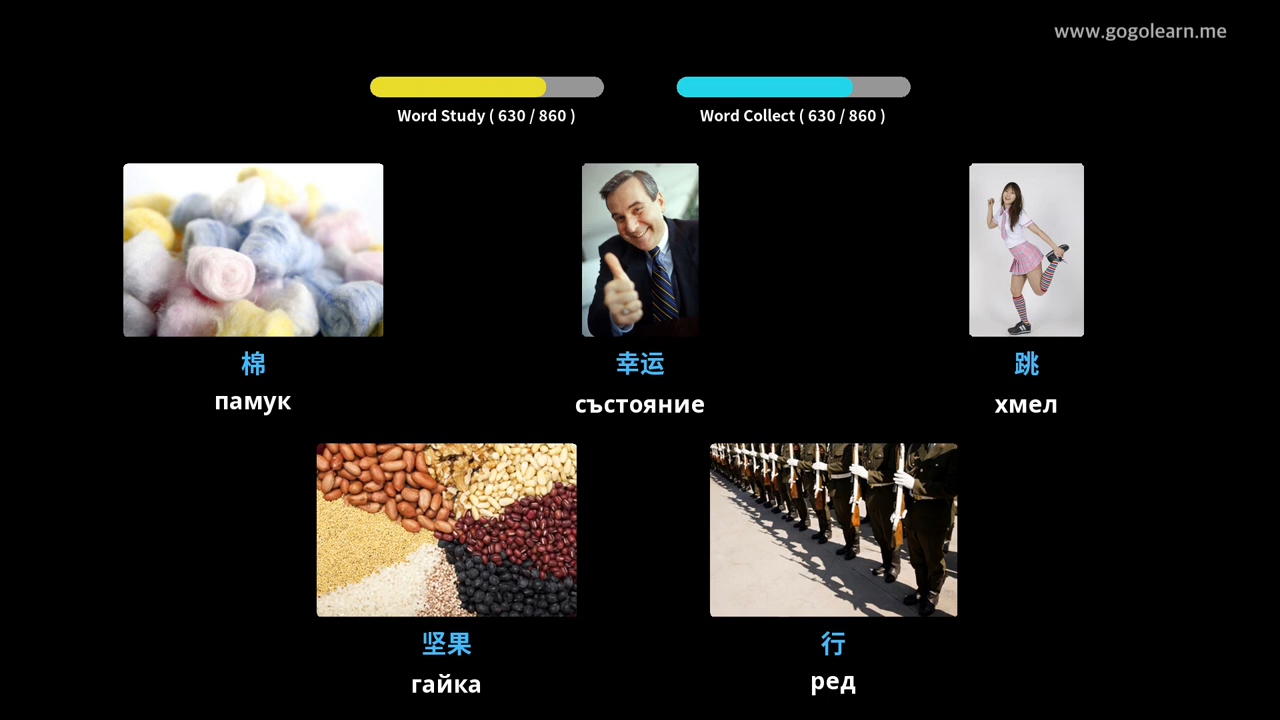 www.gogolearn.me
Word Study ( 630 / 860 )
Word Collect ( 630 / 860 )
棉
памук
幸运
състояние
跳
хмел
坚果
гайка
行
ред